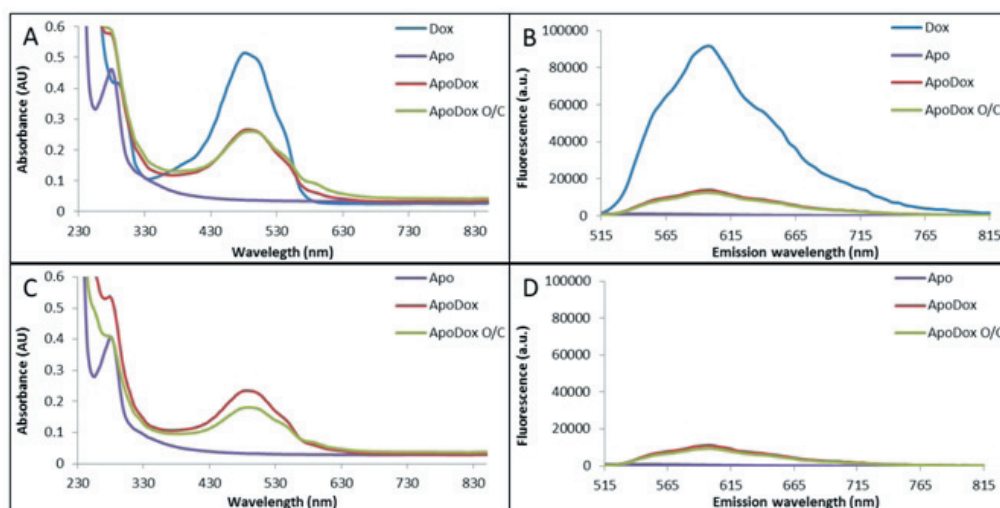 A
0.6
0.5
0.4
0.3
0.2
0.1
0
Absorbance (AU)
230 330 430 530 630 730 830
Wavelegth (nm)
Dox
Apo
ApoDox
ApoDox O/C
B
100000
80000
60000
40000
20000
0
Fluorescence (a.u.)
515 565 615 665 715 765 815
Emission wavelength (nm)
Dox
Apo
ApoDox
ApoDox O/C
C
0.6
0.5
0.4
0.3
0.2
0.1
0
Absorbance (AU)
230 330 430 530 630 730 830
Wavelength (nm)
Apo
ApoDox
ApoDox O/C
D
100000
80000
60000
40000
20000
0
Fluorescence (a.u.)
515 565 615 665 715 765 815
Emission wavelength (nm)
Apo
ApoDox
ApoDox O/C